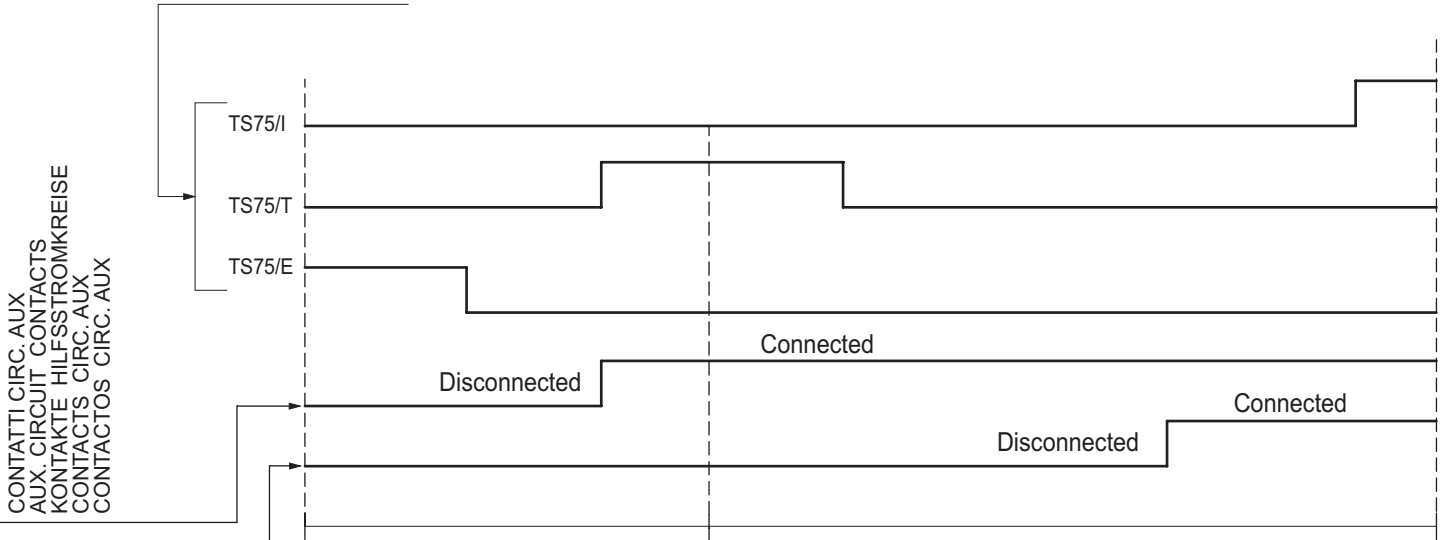 TS75/I
TS75/T
TS75/E
CONTATTI CIRC. AUX
AUX. CIRCUIT CONTACTS
KONTAKTE HILFSSTROMKREISE
CONTACTS CIRC. AUX
CONTACTOS CIRC. AUX
Connected
Disconnected
Connected
Disconnected